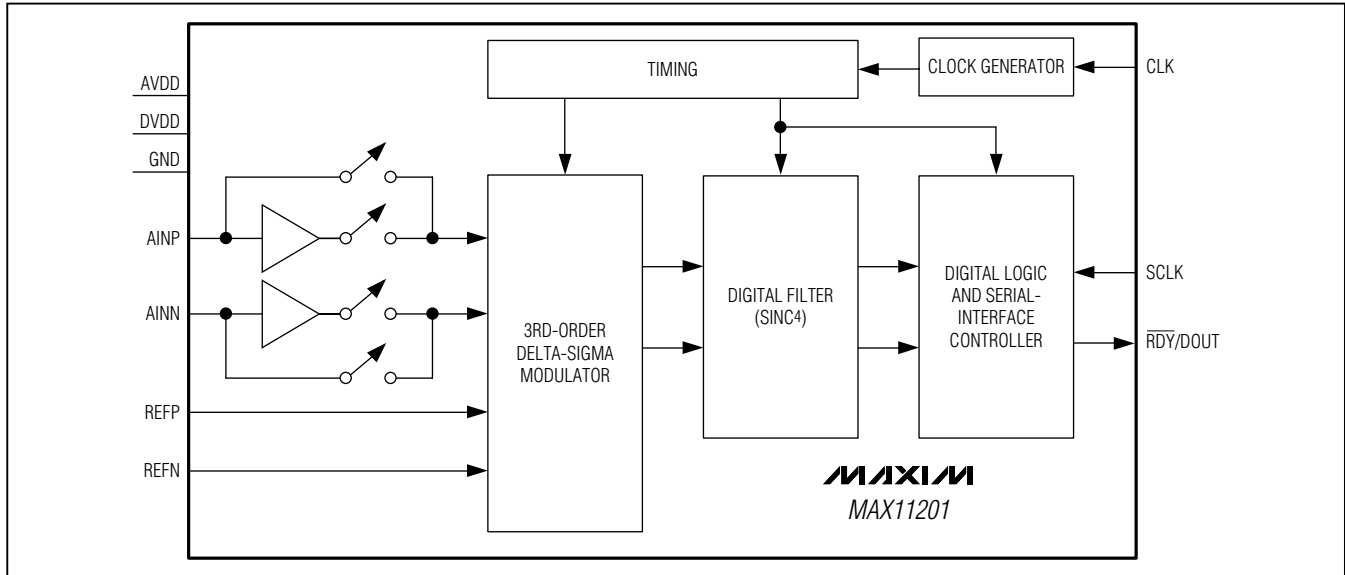 TIMING
CLOCK GENERATOR
CLK
AVDD
DVDD
GND
AINP
AINN
REFP
REFN
3RD-ORDER
DELTA-SIGMA
MODULATOR
DIGITAL FILTER
(SINC4)
DIGITAL LOGIC
AND SERIAL-
INTERFACE
CONTROLLER
SCLK
RDY/DOUT
MAXIM
MAX11201